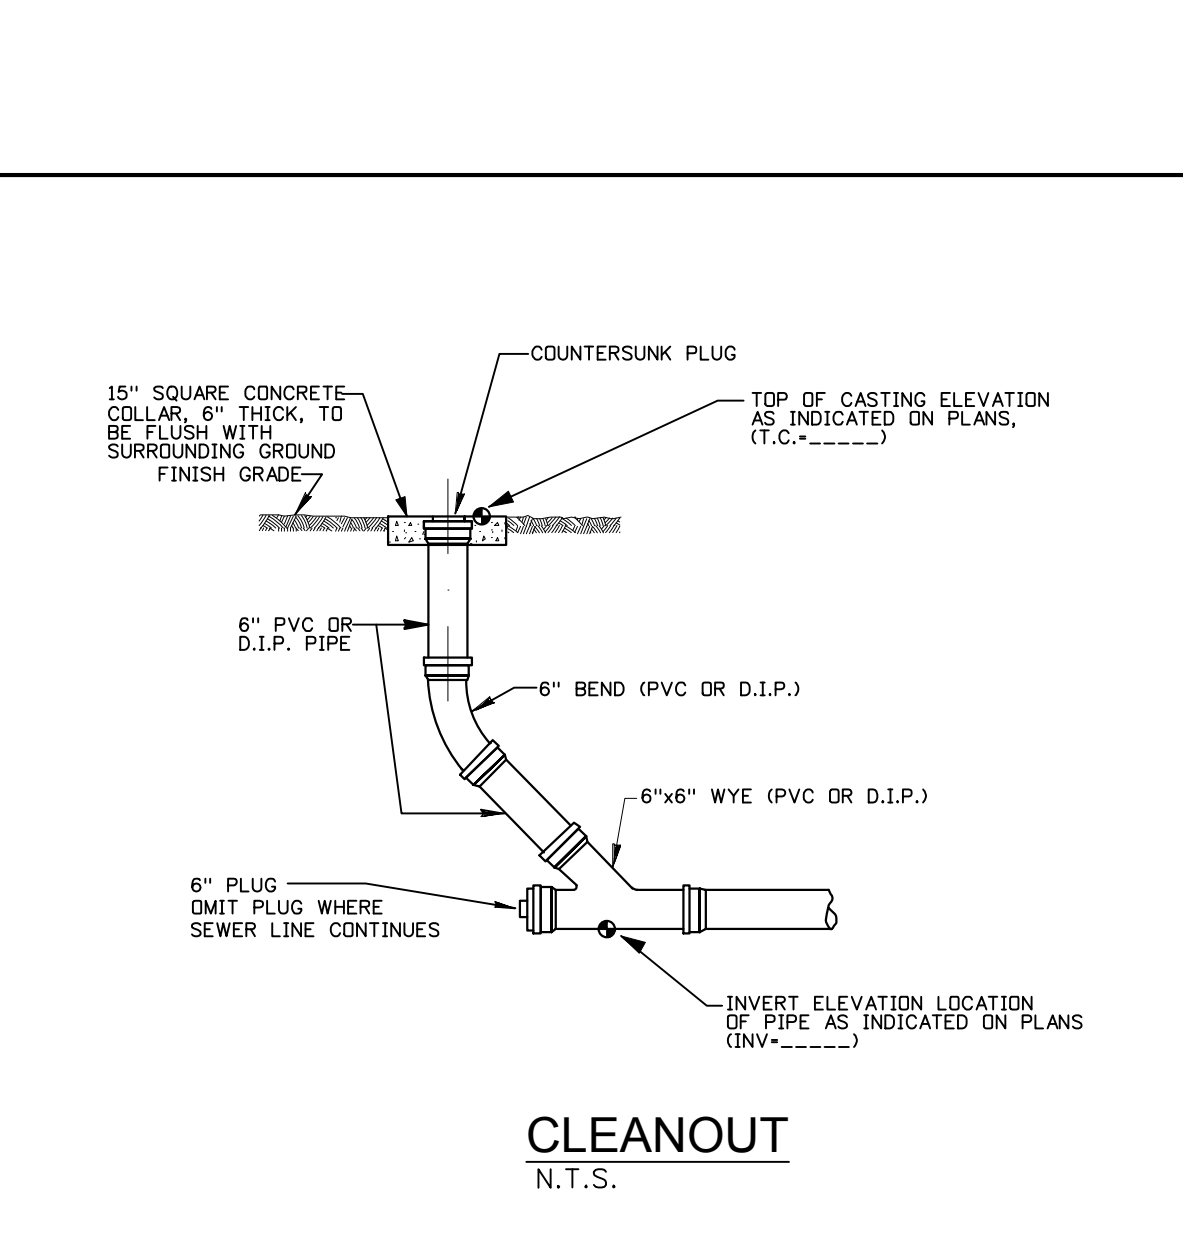 COUNTERSUNK PLUG
15" SQUARE CONCRETE
COLLAR, 6" THICK, TO
BE FLUSH WITH
SURROUNDING GROUND
FINISH GRADE
TOP OF CASTING ELEVATION
AS INDICATED ON PLANS,
(T.C.=_____)
6" PVC OR
D.I.P. PIPE
6" BEND (PVC OR D.I.P.)
6"x6" WYE (PVC OR D.I.P.)
6" PLUG
OMIT PLUG WHERE
SEWER LINE CONTINUES
INVERT ELEVATION LOCATION
OF PIPE AS INDICATED ON PLANS
(INV=_____)
CLEANOUT
N.T.S.